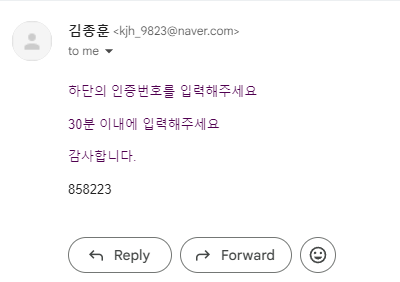 김종훈 <kjh_9823@naver.com>
to me
하단의 인증번호를 입력해주세요
30분 이내에 입력해주세요
감사합니다.
858223
Reply Forward